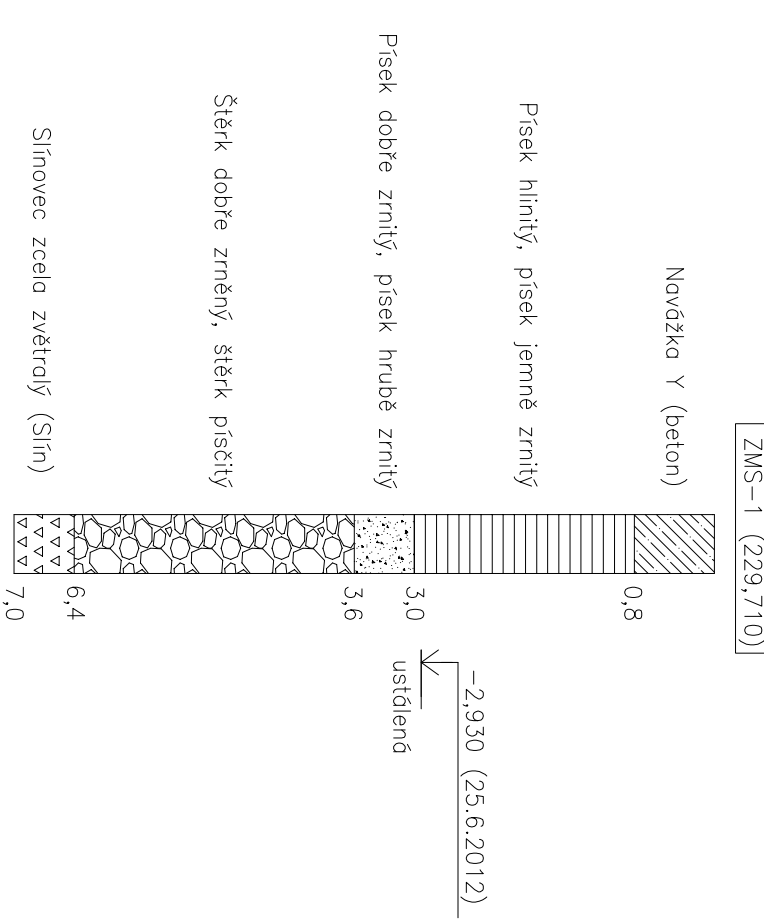 ZMS-1 (229,710)
Navážka Y (beton)
0,8
Písek hlinitý, písek jemně zrnitý
-2,930 (25.6.2012)
ustálená
3,0
Písek dobře zrnitý, písek hrubě zrnitý
3,6
Štěrk dobře zrněný, štěrk písčitý
6,4
Slínovec zcela zvětralý (Slín)
7,0